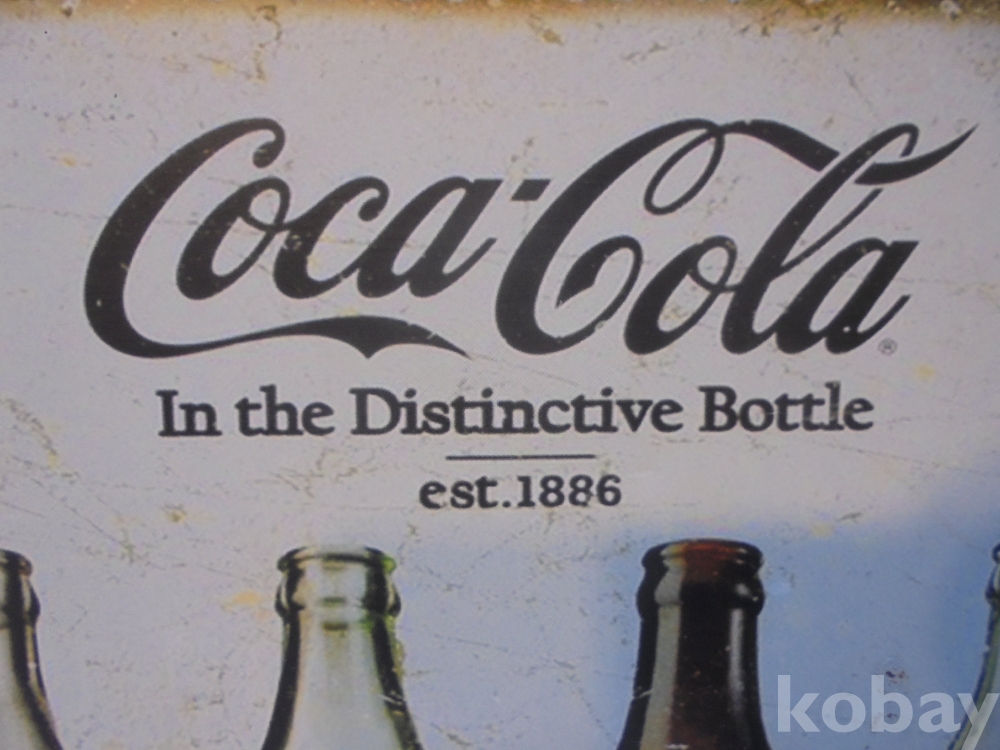 Coca-Cola®
In the Distinctive Bottle
est.1886
kobay